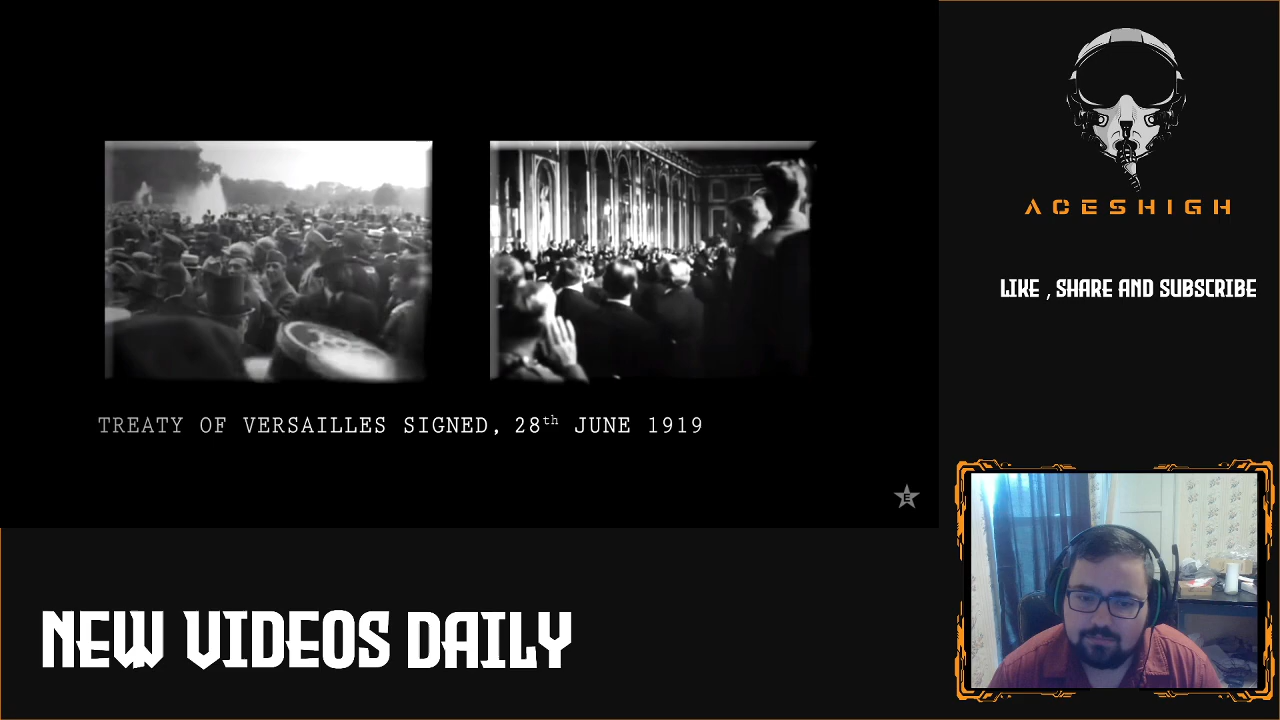 ACESHIGH
LIKE , SHARE AND SUBSCRIBE
TREATY OF VERSAILLES SIGNED, 28th JUNE 1919
E
NEW VIDEOS DAILY